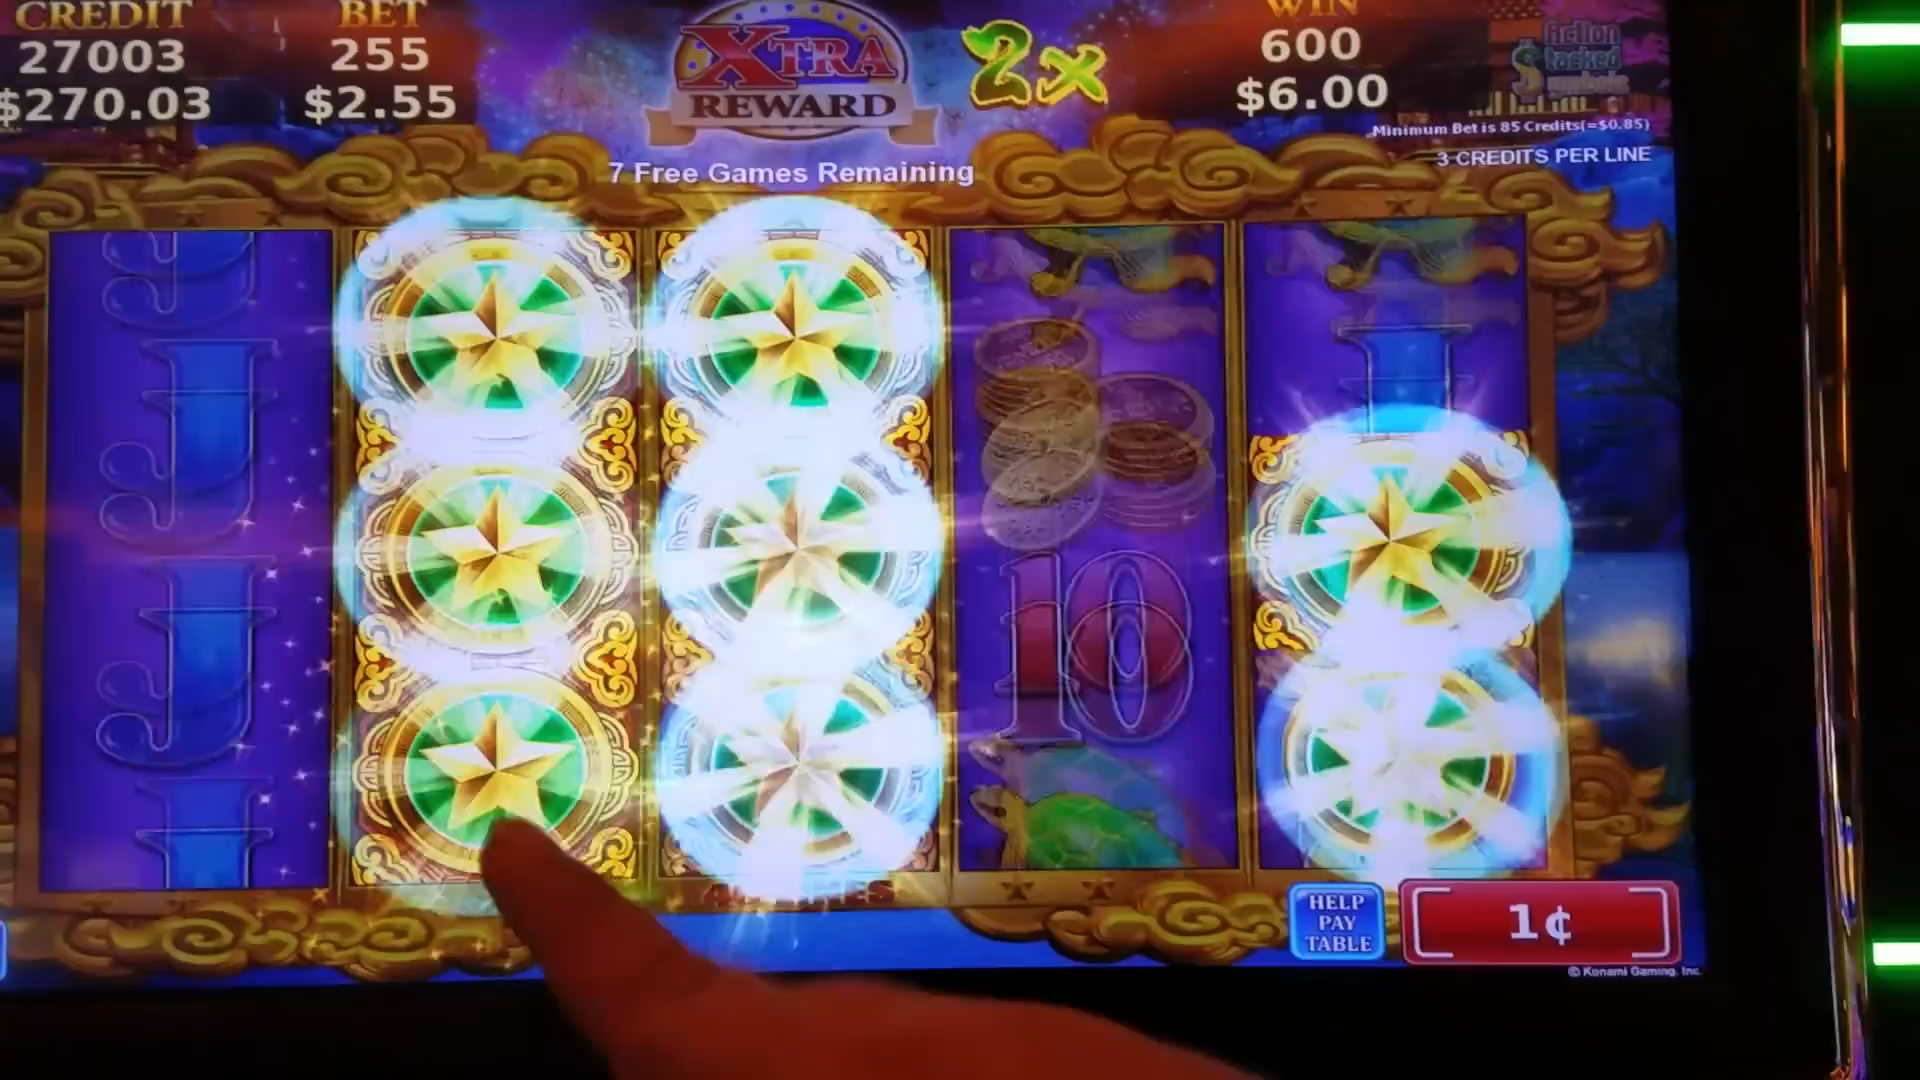 CREDIT
27003
$270.03
BET
255
$2.55
XTRA
REWARD
2x
WIN
600
$6.00
Action
Stacked
Symbols
Minimum Bet is 85 Credits(=$0.85)
3 CREDITS PER LINE
7 Free Games Remaining
10
HELP
PAY
TABLE
1¢
© Konami Gaming, Inc.